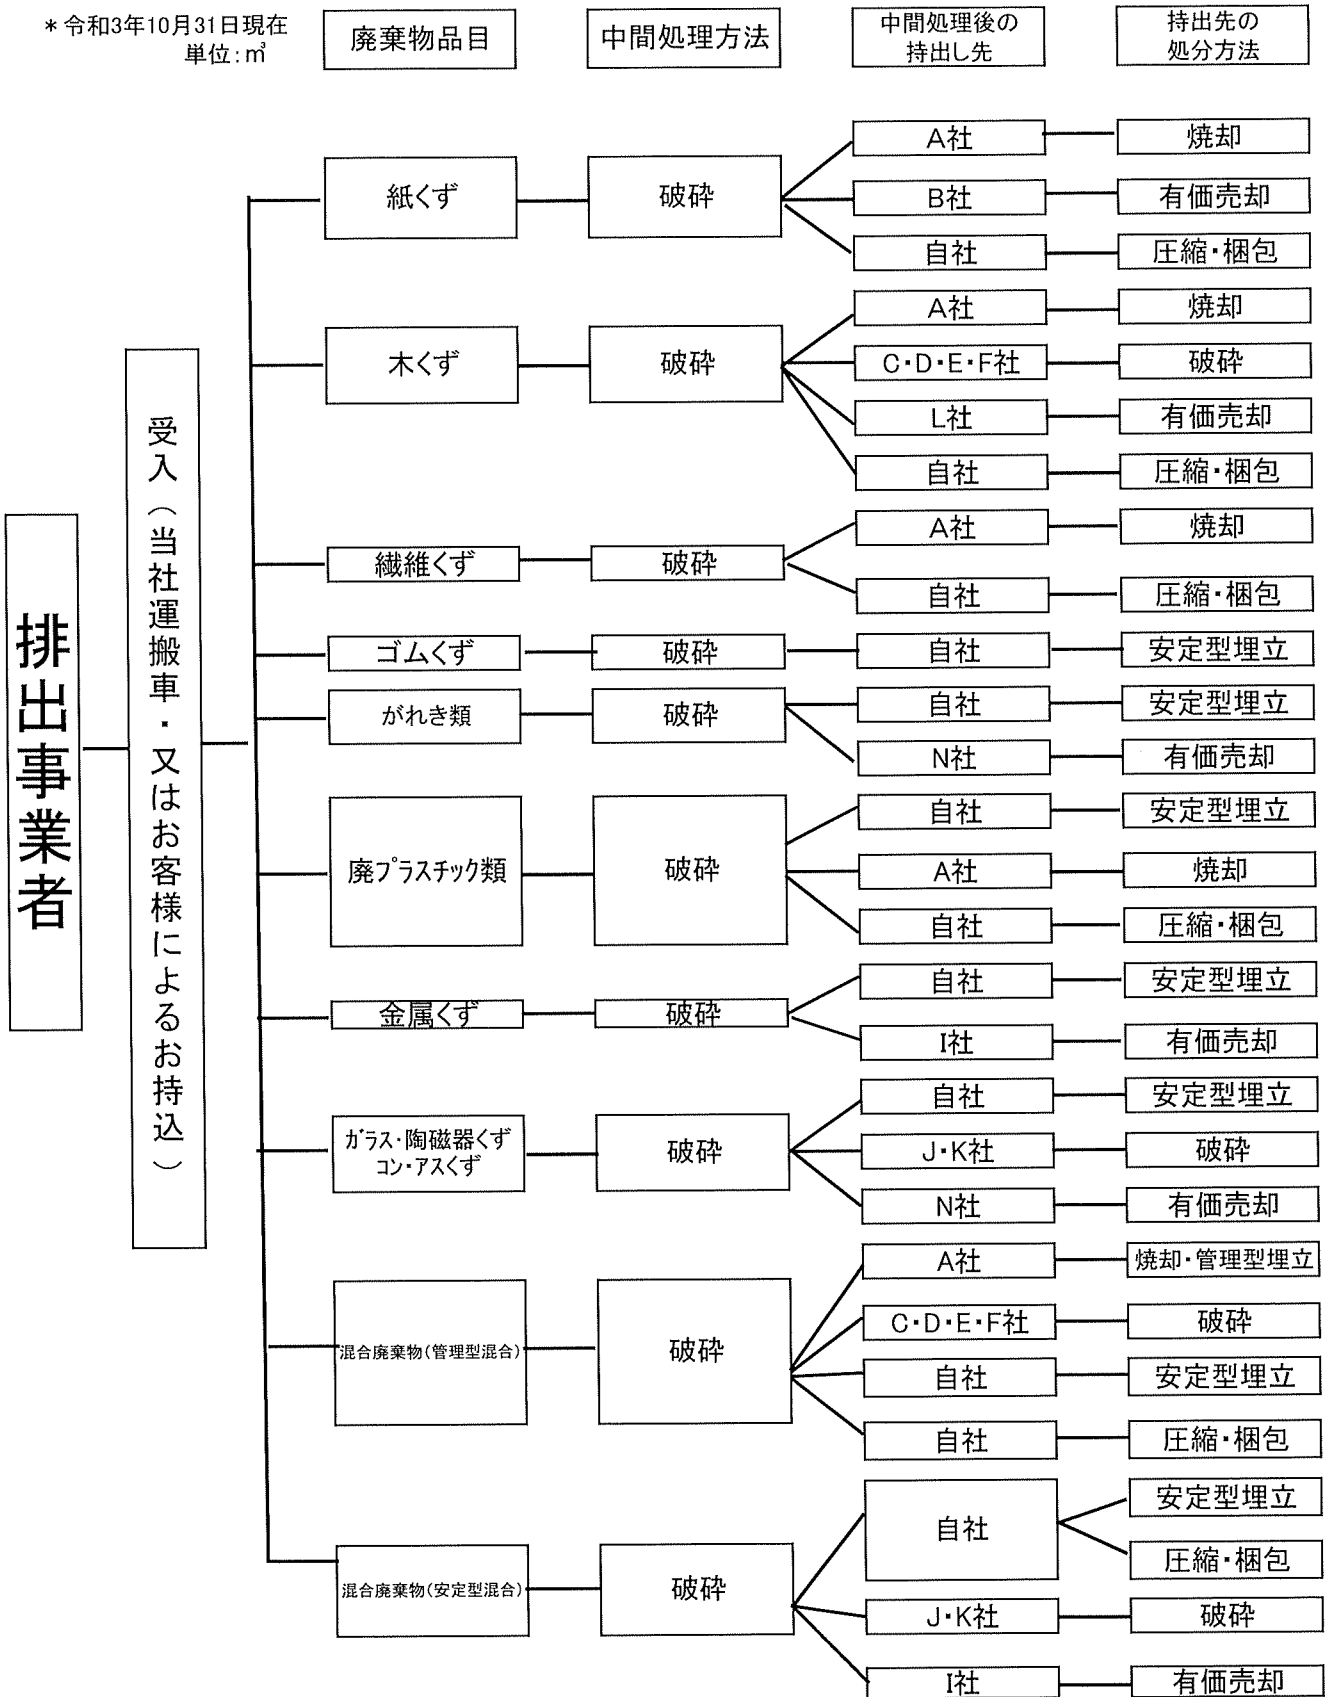 *令和3年10月31日現在
単位:㎥
廃棄物品目
中間処理方法
中間処理後の
持出し先
持出先の
処分方法
排出事業者
受入(当社運搬車・又はお客様によるお持込)
紙くず
破砕
A社
焼却
B社
有価売却
自社
圧縮・梱包
木くず
破砕
A社
焼却
C・D・E・F社
破砕
L社
有価売却
自社
圧縮・梱包
繊維くず
破砕
A社
焼却
自社
圧縮・梱包
ゴムくず
破砕
自社
安定型埋立
がれき類
破砕
自社
安定型埋立
N社
有価売却
廃プラスチック類
破砕
自社
安定型埋立
A社
焼却
自社
圧縮・梱包
金属くず
破砕
自社
安定型埋立
I社
有価売却
ガラス・陶磁器くず
コン・アスくず
破砕
自社
安定型埋立
J・K社
破砕
N社
有価売却
混合廃棄物(管理型混合)
破砕
A社
焼却・管理型埋立
C・D・E・F社
破砕
自社
安定型埋立
自社
圧縮・梱包
混合廃棄物(安定型混合)
破砕
自社
安定型埋立
圧縮・梱包
J・K社
破砕
I社
有価売却